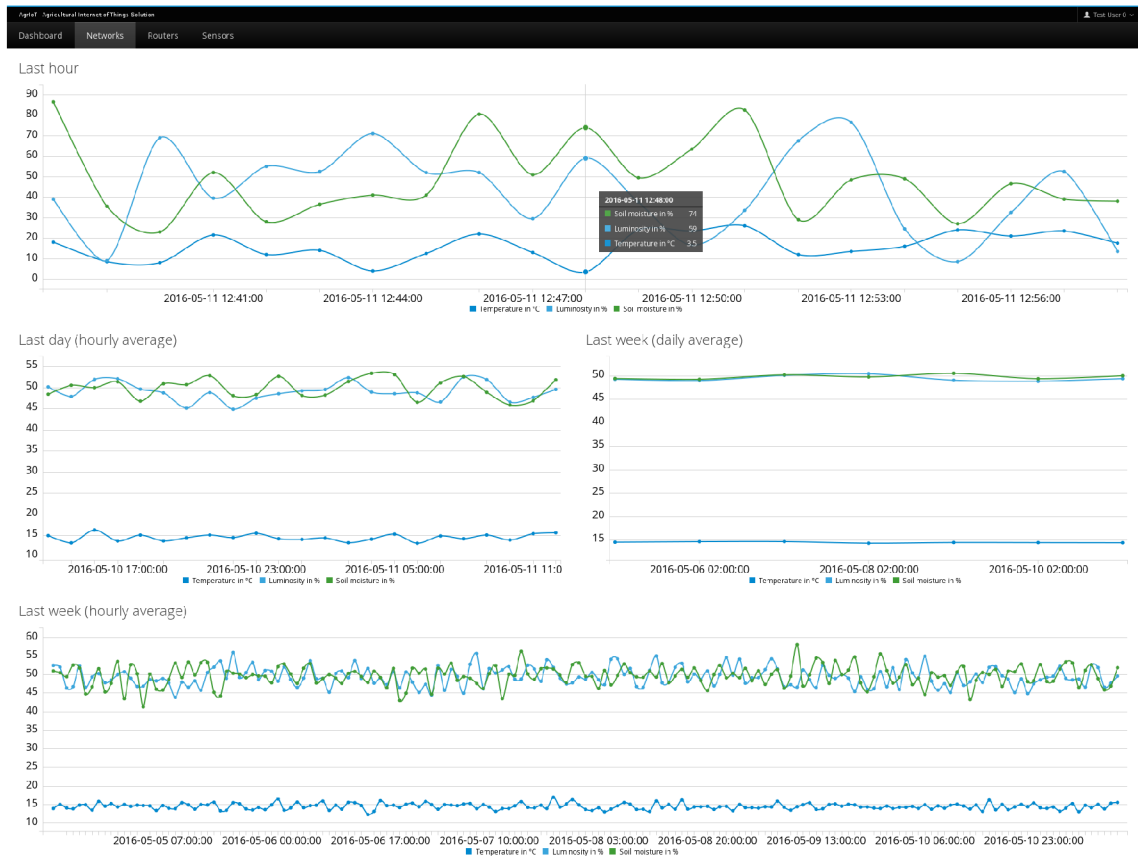 AgrIoT - Agricultural Internet of Things Solution
Test User 0
Dashboard Networks Routers Sensors
Last hour
90
80
70
60
50
40
30
20
10
0
2016-05-11 12:48:00
Soil moisture in % 74
Luminosity in % 59
Temperature in °C 3.5
2016-05-11 12:41:00 2016-05-11 12:44:00 2016-05-11 12:47:00 2016-05-11 12:50:00 2016-05-11 12:53:00 2016-05-11 12:56:00
Temperature in °C Luminosity in % Soil moisture in %
Last day (hourly average)
55
50
45
40
35
30
25
20
15
10
2016-05-10 17:00:00 2016-05-10 23:00:00 2016-05-11 05:00:00 2016-05-11 11:0
Temperature in °C Luminosity in % Soil moisture in %
Last week (daily average)
50
45
40
35
30
25
20
15
2016-05-06 02:00:00 2016-05-08 02:00:00 2016-05-10 02:00:00
Temperature in °C Luminosity in % Soil moisture in %
Last week (hourly average)
60
55
50
45
40
35
30
25
20
15
10
2016-05-05 07:00:00 2016-05-06 00:00:00 2016-05-06 17:00:00 2016-05-07 10:00:00 2016-05-08 03:00:00 2016-05-08 20:00:00 2016-05-09 13:00:00 2016-05-10 06:00:00 2016-05-10 23:00:00
Temperature in °C Luminosity in % Soil moisture in %